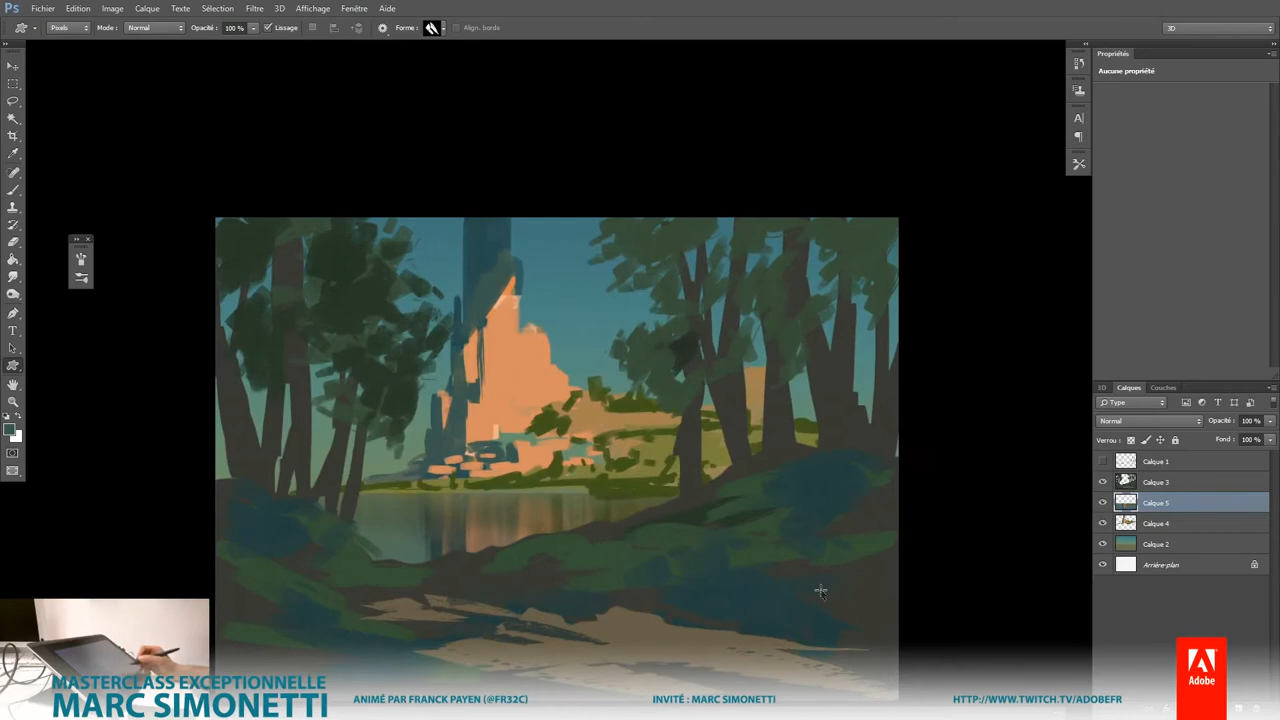 Ps Fichier Edition Image Calque Texte Sélection Filtre 3D Affichage Fenêtre Aide
Pixels Mode : Normal Opacité : 100 % Lissage Forme : Align. bords 3D
Propriétés
Aucune propriété
3D Calques Couches
Type
Normal Opacité : 100 %
Verrou : Fond : 100 %
Calque 1
Calque 3
Calque 5
Calque 4
Calque 2
Arrière-plan
MASTERCLASS EXCEPTIONNELLE
MARC SIMONETTI
ANIMÉ PAR FRANCK PAYEN (@FR32C)
INVITÉ : MARC SIMONETTI
HTTP://WWW.TWITCH.TV/ADOBEFR
Adobe